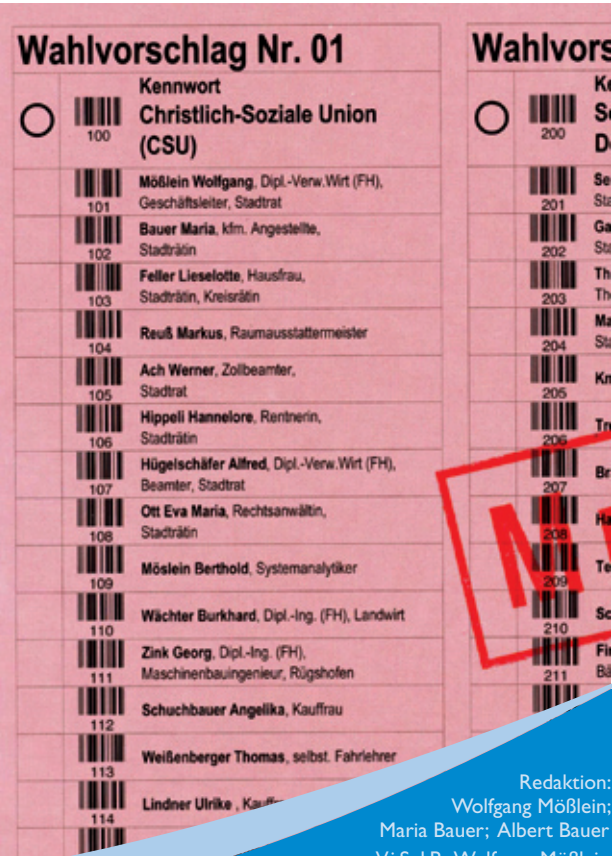 Wahlvorschlag Nr. 01
Kennwort
100
Christlich-Soziale Union
(CSU)
101
Mößlein Wolfgang, Dipl.-Verw.Wirt (FH),
Geschäftsleiter, Stadtrat
102
Bauer Maria, kfm. Angestellte,
Stadträtin
103
Feller Lieselotte, Hausfrau,
Stadträtin, Kreisrätin
104
Reuß Markus, Raumausstattermeister
105
Ach Werner, Zollbeamter,
Stadtrat
106
Hippeli Hannelore, Rentnerin,
Stadträtin
107
Hügelschäfer Alfred, Dipl.-Verw.Wirt (FH),
Beamter, Stadtrat
108
Ott Eva Maria, Rechtsanwältin,
Stadträtin
109
Möslein Berthold, Systemanalytiker
110
Wächter Burkhard, Dipl.-Ing. (FH), Landwirt
111
Zink Georg, Dipl.-Ing. (FH),
Maschinenbauingenieur, Rügshofen
112
Schuchbauer Angelika, Kauffrau
113
Weißenberger Thomas, selbst. Fahrlehrer
114
Lindner Ulrike ,
200
201
202
203
204
205
206
207
208
209
210
211
M
Redaktion:
Wolfgang Mößlein;
Maria Bauer; Albert Bauer